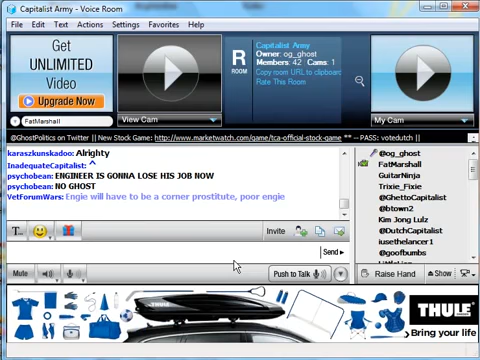 Capitalist Army - Voice Room
File Edit Text Actions Settings Favorites Help
Get
UNLIMITED
Video
Upgrade Now
FatMarshall
View Cam
R
ROOM
Capitalist Army
Owner: og_ghost
Members: 42 : Cams: 1
Copy room URL to clipboard
Rate This Room
My Cam
@GhostPolitics on Twitter || New Stock Game: http://www.marketwatch.com/game/tca-official-stock-game ** -- PASS: votedutch ||
karaszkunskadoo: Alrighty
InadequateCapitalist: ^
psychobean: ENGINEER IS GONNA LOSE HIS JOB NOW
psychobean: NO GHOST
VetForumWars: Engie will have to be a corner prostitute, poor engie
@og_ghost
FatMarshall
GuitarNinja
Trixie_Fixie
@GhettoCapitalist
@btown2
Kim Jong Lulz
@DutchCapitalist
iusethelancer1
@goofbumbs
T... Invite
Send
Mute Push to Talk Raise Hand Show
THULE
Bring your life